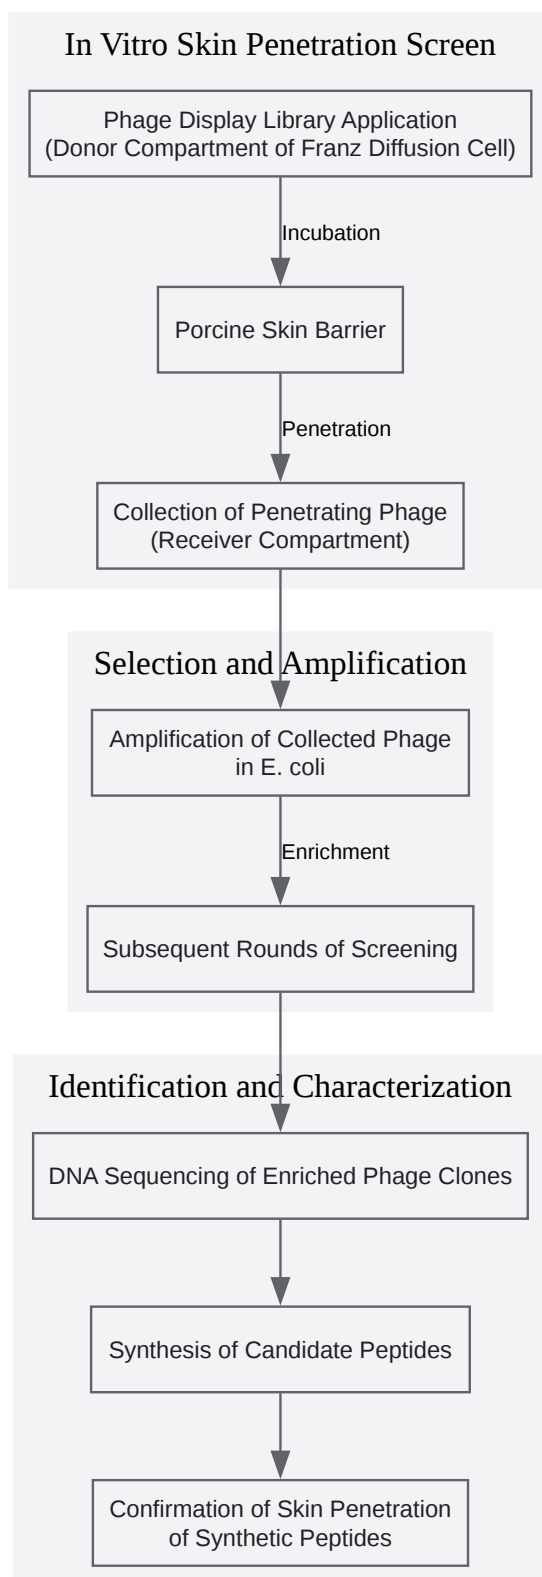 In Vitro Skin Penetration Screen
Phage Display Library Application
(Donor Compartment of Franz Diffusion Cell)
Incubation
Porcine Skin Barrier
Penetration
Collection of Penetrating Phage
(Receiver Compartment)
Selection and Amplification
Amplification of Collected Phage
in E. coli
Enrichment
Subsequent Rounds of Screening
Identification and Characterization
DNA Sequencing of Enriched Phage Clones
Synthesis of Candidate Peptides
Confirmation of Skin Penetration
of Synthetic Peptides